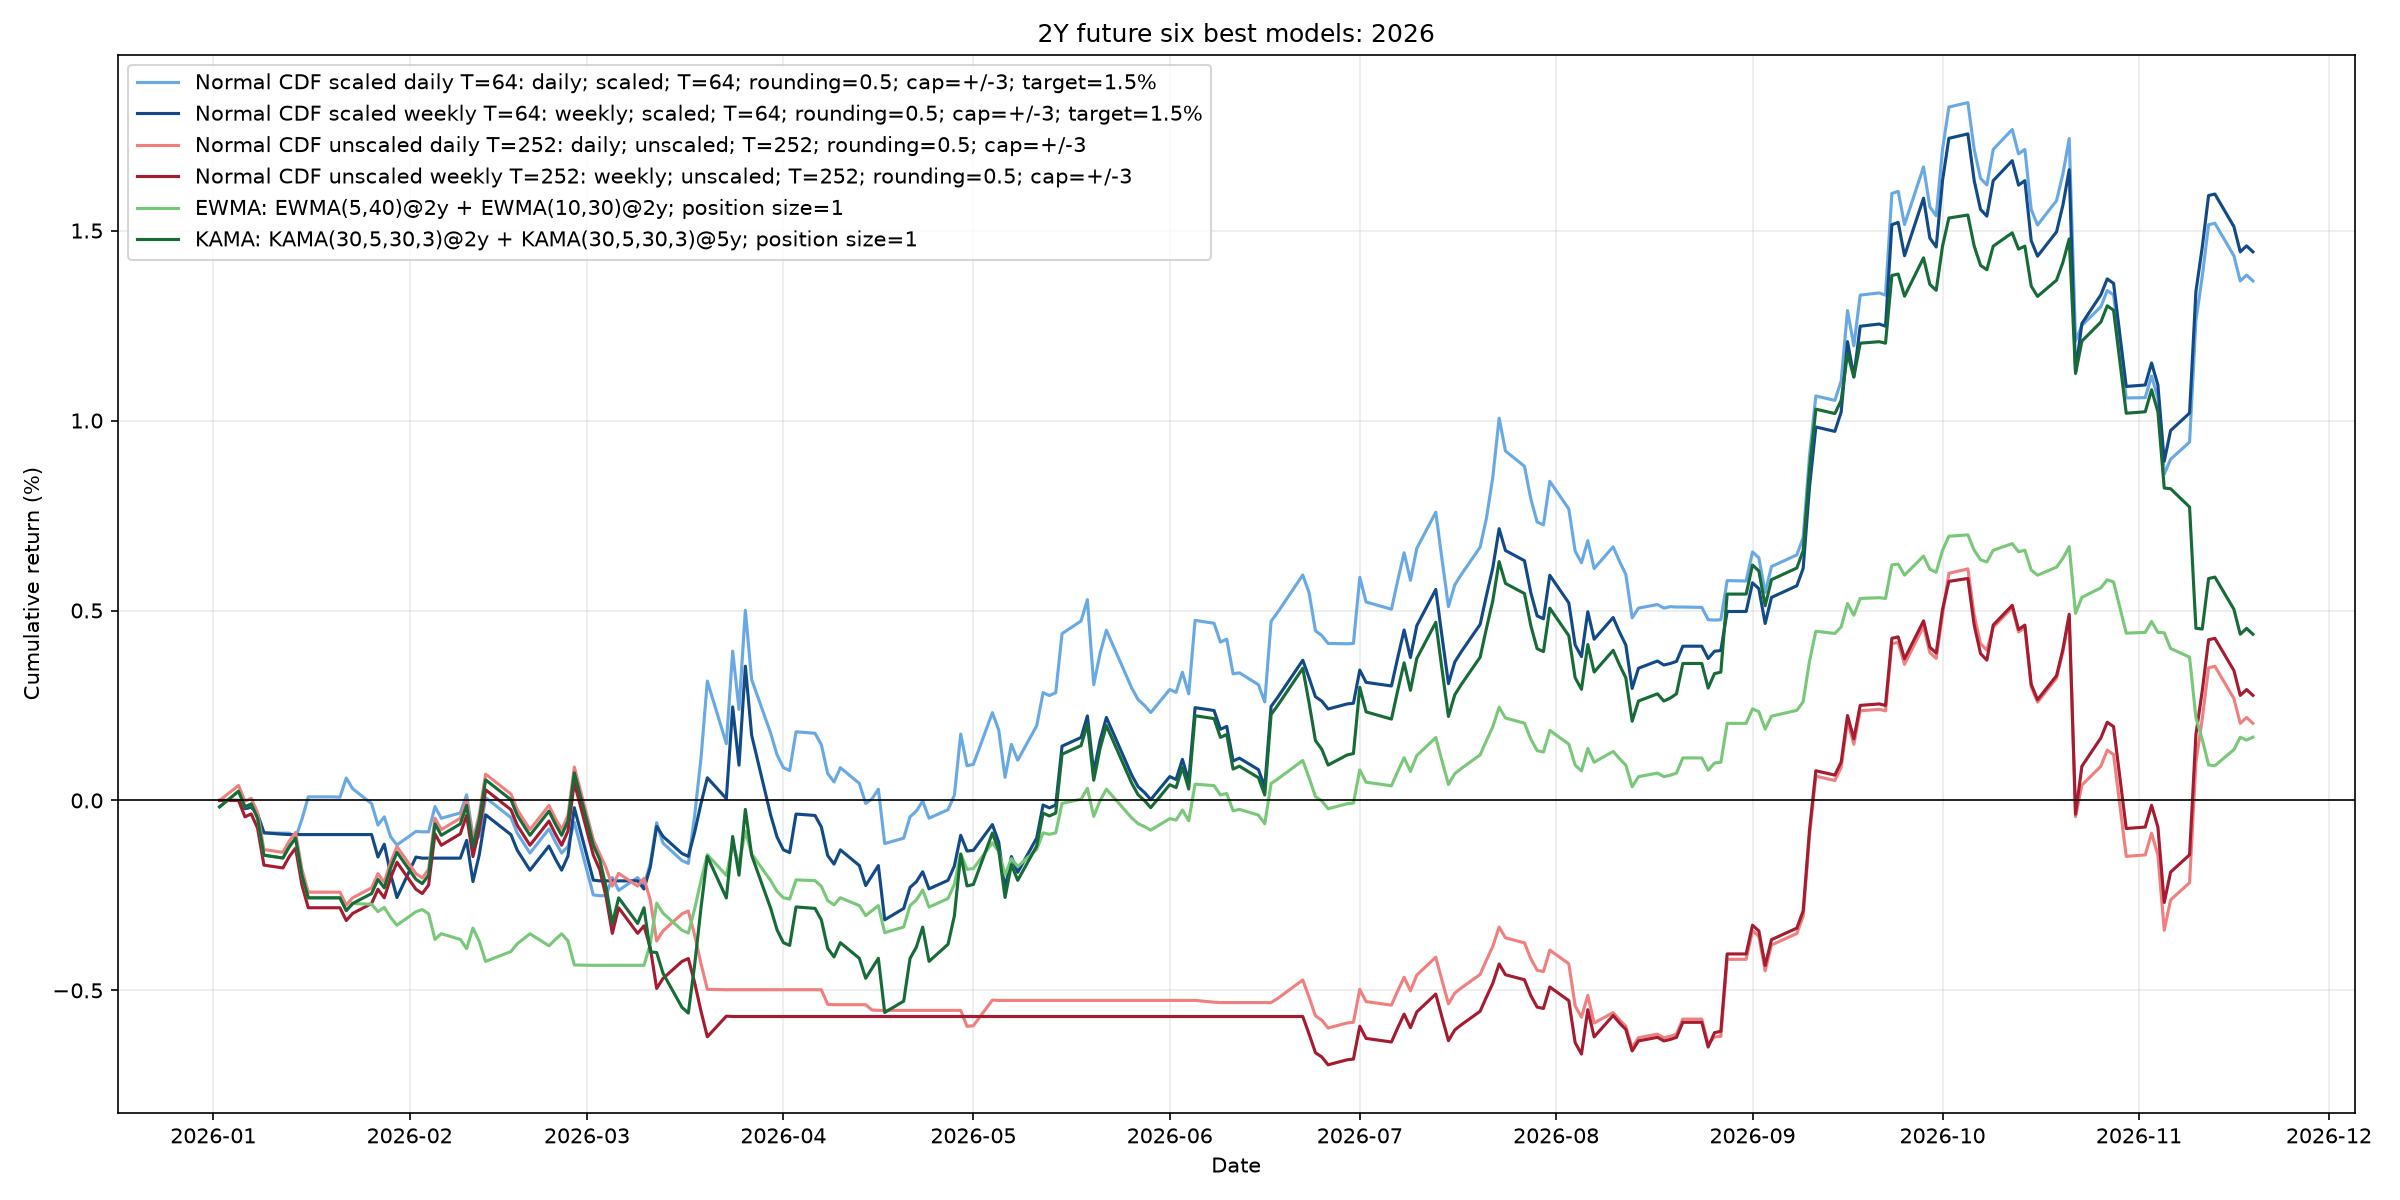 2Y future six best models: 2026
Normal CDF scaled daily T=64: daily; scaled; T=64; rounding=0.5; cap=+/-3; target=1.5%
Normal CDF scaled weekly T=64: weekly; scaled; T=64; rounding=0.5; cap=+/-3; target=1.5%
Normal CDF unscaled daily T=252: daily; unscaled; T=252; rounding=0.5; cap=+/-3
Normal CDF unscaled weekly T=252: weekly; unscaled; T=252; rounding=0.5; cap=+/-3
EWMA: EWMA(5,40)@2y + EWMA(10,30)@2y; position size=1
KAMA: KAMA(30,5,30,3)@2y + KAMA(30,5,30,3)@5y; position size=1
Cumulative return (%)
1.5
1.0
0.5
0.0
−0.5
2026-01 2026-02 2026-03 2026-04 2026-05 2026-06 2026-07 2026-08 2026-09 2026-10 2026-11 2026-12
Date